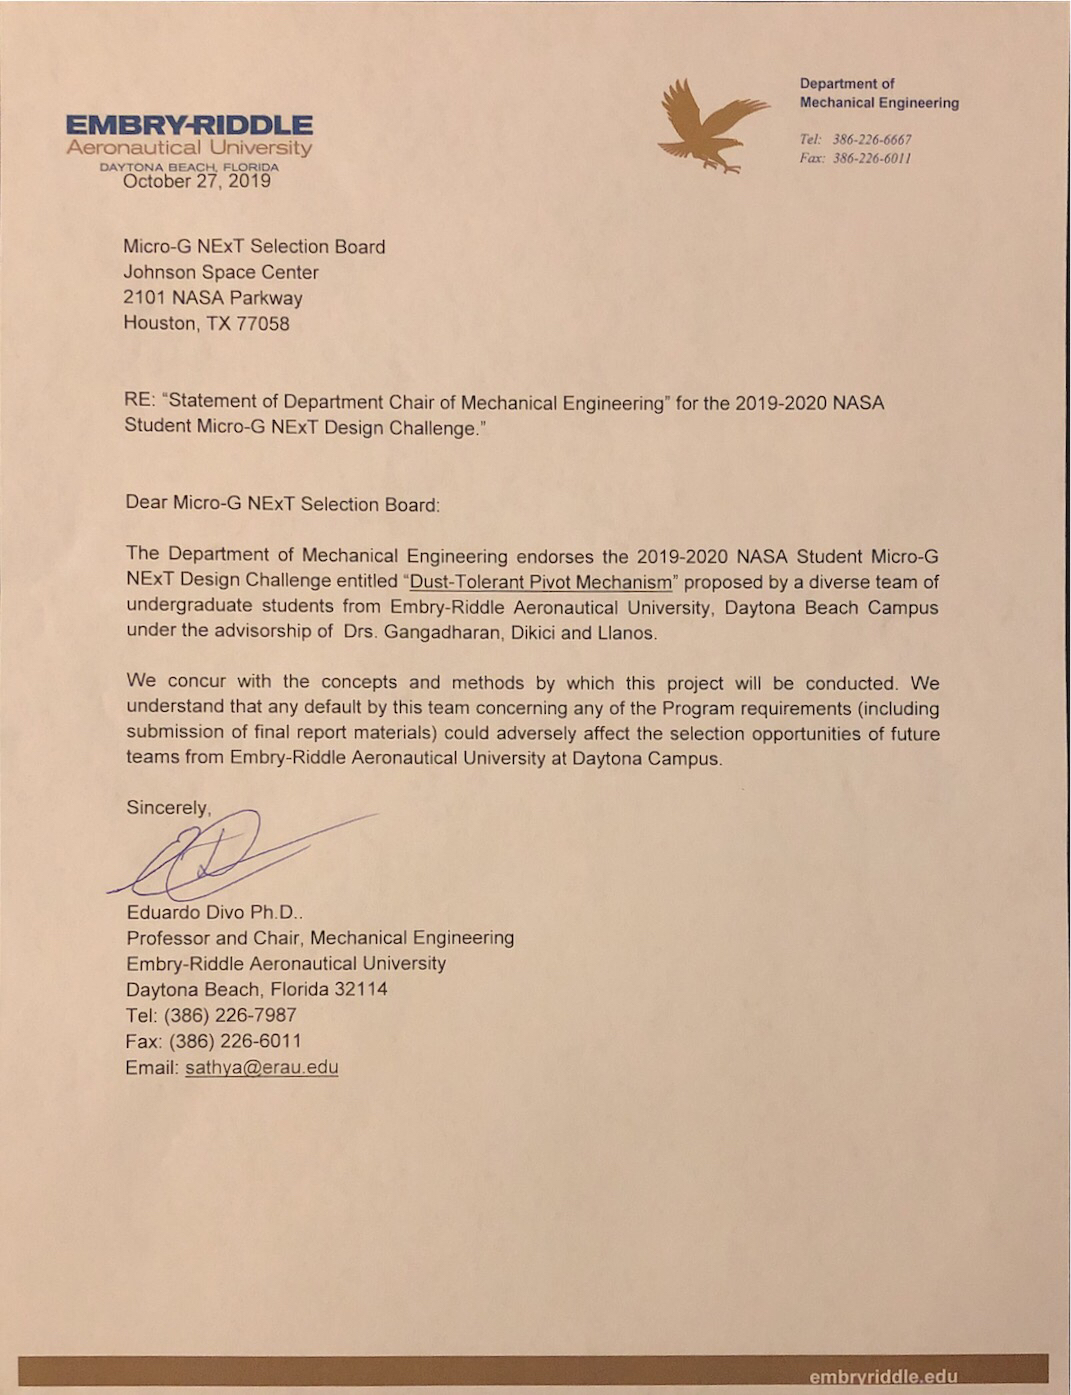 EMBRY-RIDDLE
Aeronautical University
DAYTONA BEACH, FLORIDA
Department of
Mechanical Engineering
Tel: 386-226-6667
Fax: 386-226-6011
October 27, 2019
Micro-G NExT Selection Board
Johnson Space Center
2101 NASA Parkway
Houston, TX 77058
RE: “Statement of Department Chair of Mechanical Engineering” for the 2019-2020 NASA
Student Micro-G NExT Design Challenge.”
Dear Micro-G NExT Selection Board:
The Department of Mechanical Engineering endorses the 2019-2020 NASA Student Micro-G
NExT Design Challenge entitled “Dust-Tolerant Pivot Mechanism” proposed by a diverse team of
undergraduate students from Embry-Riddle Aeronautical University, Daytona Beach Campus
under the advisorship of Drs. Gangadharan, Dikici and Llanos.
We concur with the concepts and methods by which this project will be conducted. We
understand that any default by this team concerning any of the Program requirements (including
submission of final report materials) could adversely affect the selection opportunities of future
teams from Embry-Riddle Aeronautical University at Daytona Campus.
Sincerely,
Eduardo Divo Ph.D..
Professor and Chair, Mechanical Engineering
Embry-Riddle Aeronautical University
Daytona Beach, Florida 32114
Tel: (386) 226-7987
Fax: (386) 226-6011
Email: sathya@erau.edu
embryriddle.edu